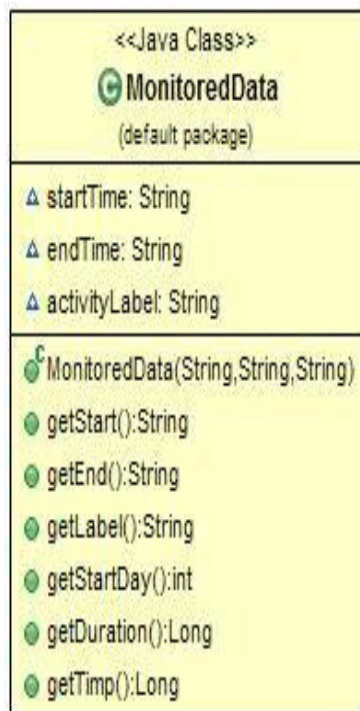 <<Java Class>>
C MonitoredData
(default package)
startTime: String
endTime: String
activityLabel: String
C MonitoredData(String,String,String)
getStart():String
getEnd():String
getLabel():String
getStartDay():int
getDuration():Long
getTimp():Long